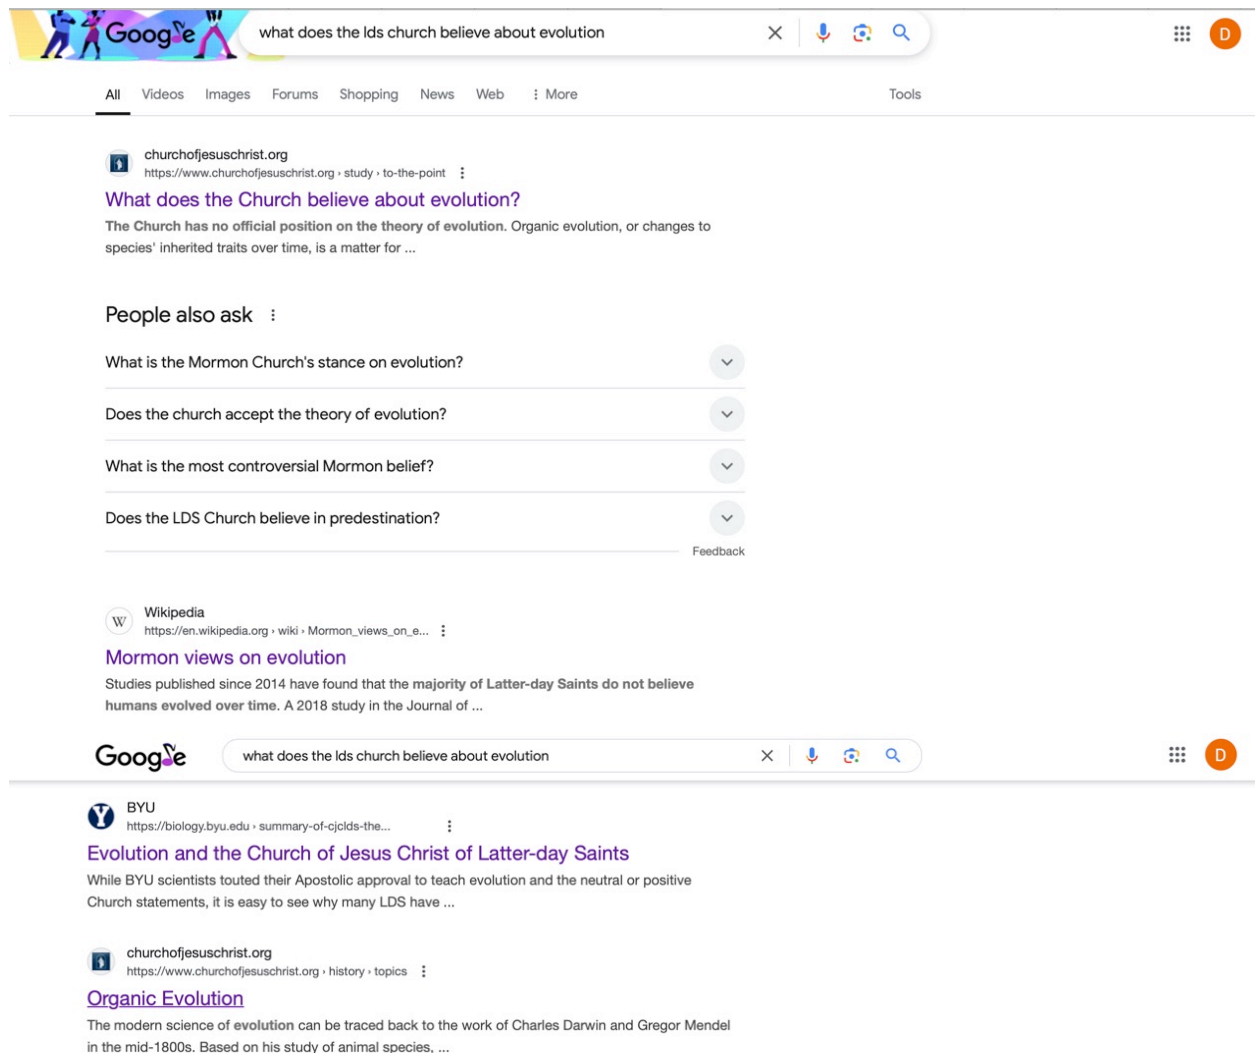 Google
what does the lds church believe about evolution
D
All Videos Images Forums Shopping News Web More Tools
churchofjesuschrist.org
https://www.churchofjesuschrist.org › study › to-the-point
What does the Church believe about evolution?
The Church has no official position on the theory of evolution. Organic evolution, or changes to
species' inherited traits over time, is a matter for ...
People also ask
What is the Mormon Church's stance on evolution?
Does the church accept the theory of evolution?
What is the most controversial Mormon belief?
Does the LDS Church believe in predestination?
Feedback
W
Wikipedia
https://en.wikipedia.org › wiki › Mormon_views_on_e...
Mormon views on evolution
Studies published since 2014 have found that the majority of Latter-day Saints do not believe
humans evolved over time. A 2018 study in the Journal of ...
Google
what does the lds church believe about evolution
D
Y
BYU
https://biology.byu.edu › summary-of-cjclds-the...
Evolution and the Church of Jesus Christ of Latter-day Saints
While BYU scientists touted their Apostolic approval to teach evolution and the neutral or positive
Church statements, it is easy to see why many LDS have ...
churchofjesuschrist.org
https://www.churchofjesuschrist.org › history › topics
Organic Evolution
The modern science of evolution can be traced back to the work of Charles Darwin and Gregor Mendel
in the mid-1800s. Based on his study of animal species, ...